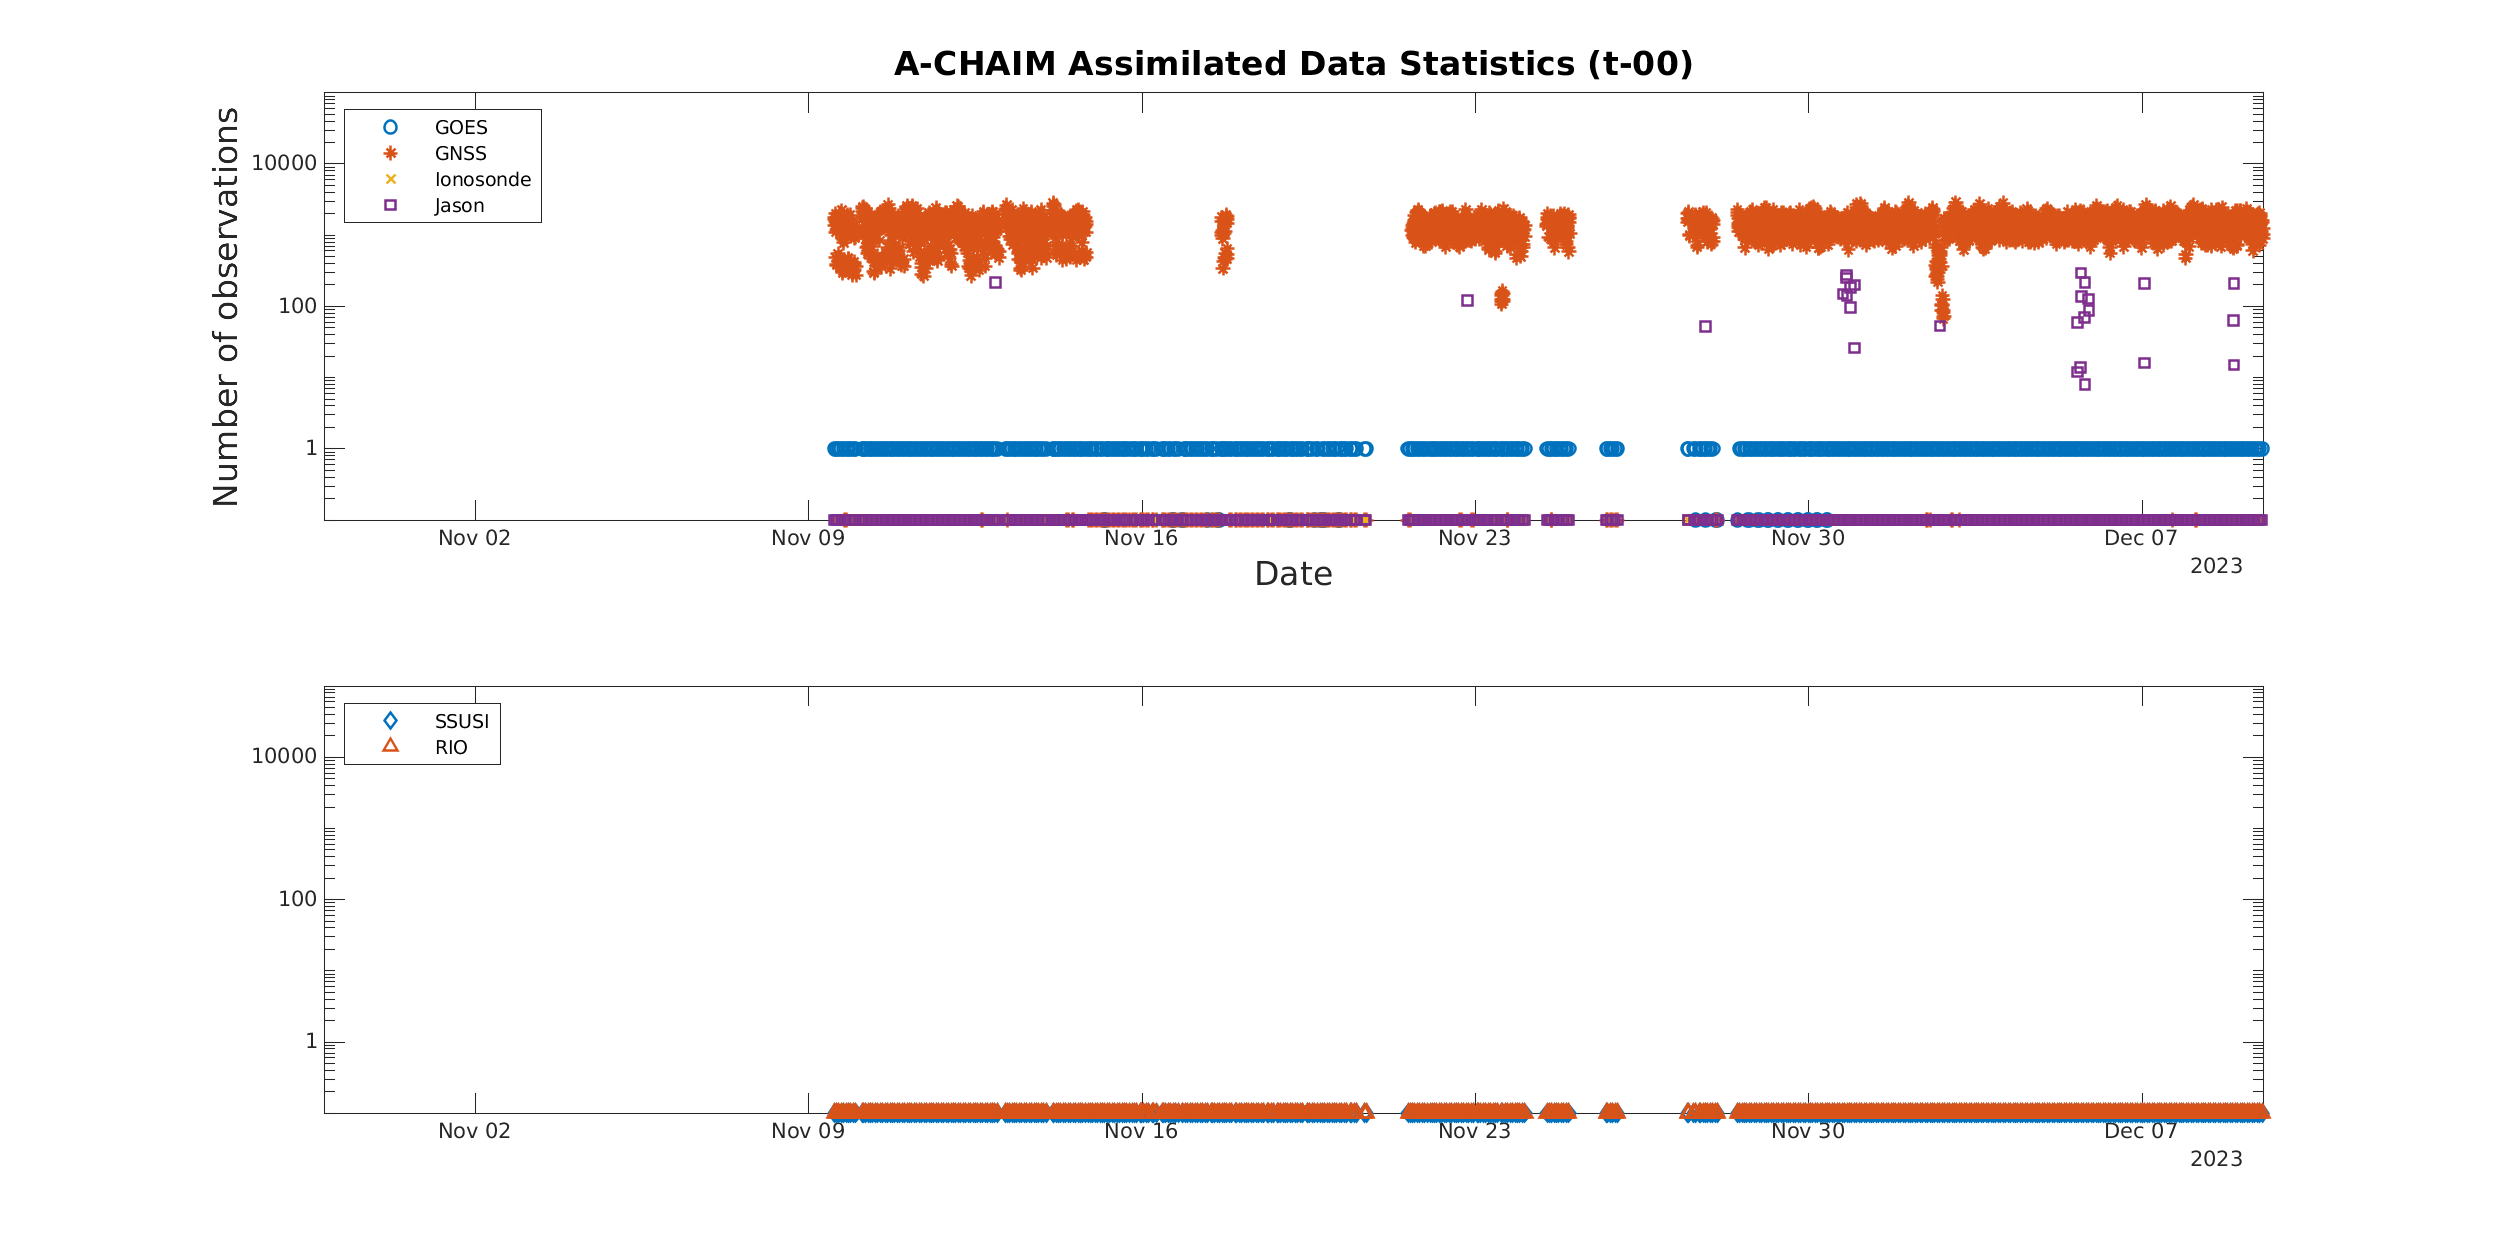 A-CHAIM Assimilated Data Statistics (t-00)
Number of observations
GOES
GNSS
Ionosonde
Jason
10000
100
1
Nov 02 Nov 09 Nov 16 Nov 23 Nov 30 Dec 07
2023
Date
SSUSI
RIO
10000
100
1
Nov 02 Nov 09 Nov 16 Nov 23 Nov 30 Dec 07
2023